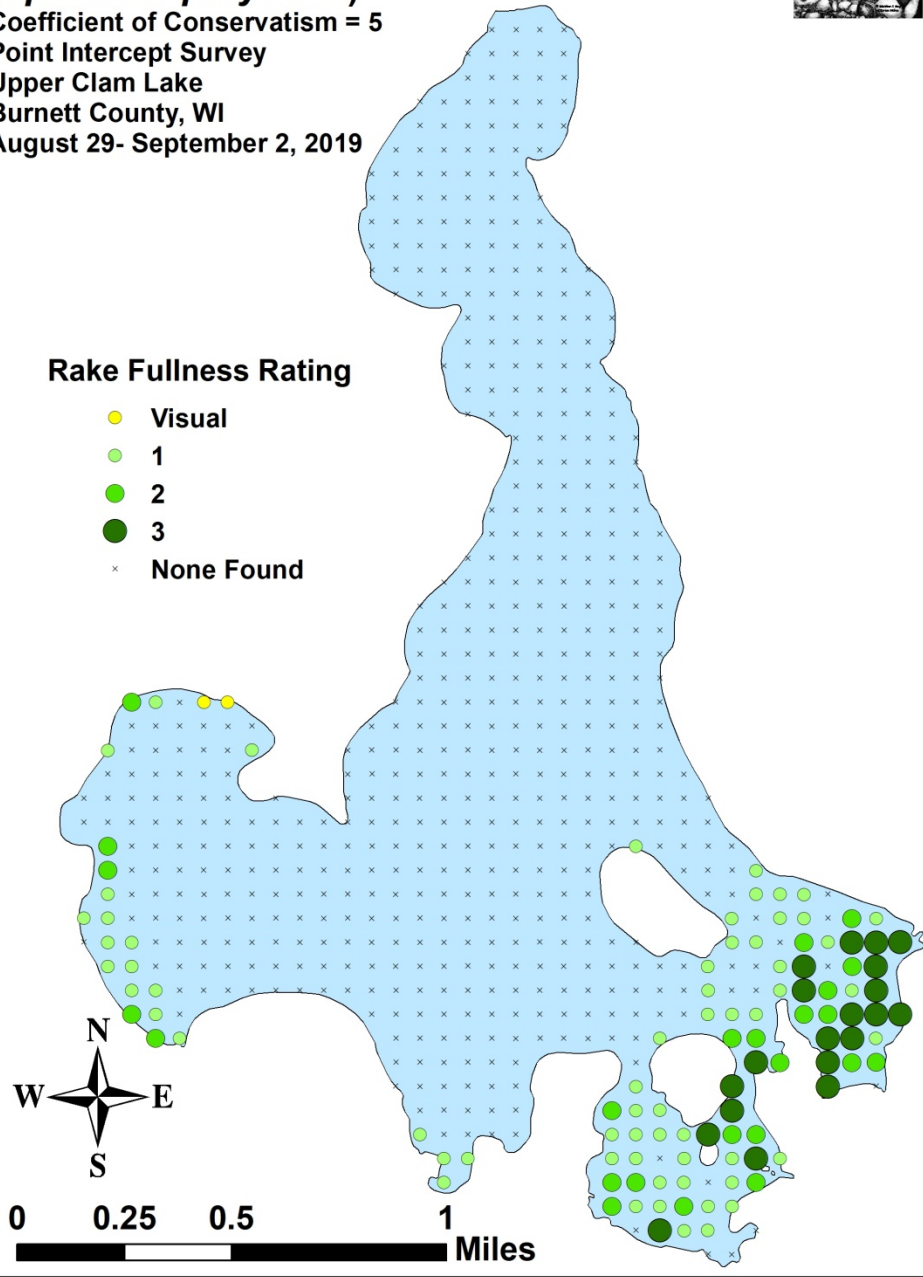 Coefficient of Conservatism = 5
Point Intercept Survey
Upper Clam Lake
Burnett County, WI
August 29- September 2, 2019
Rake Fullness Rating
Visual
1
2
3
None Found
N
W E
S
0 0.25 0.5 1
Miles